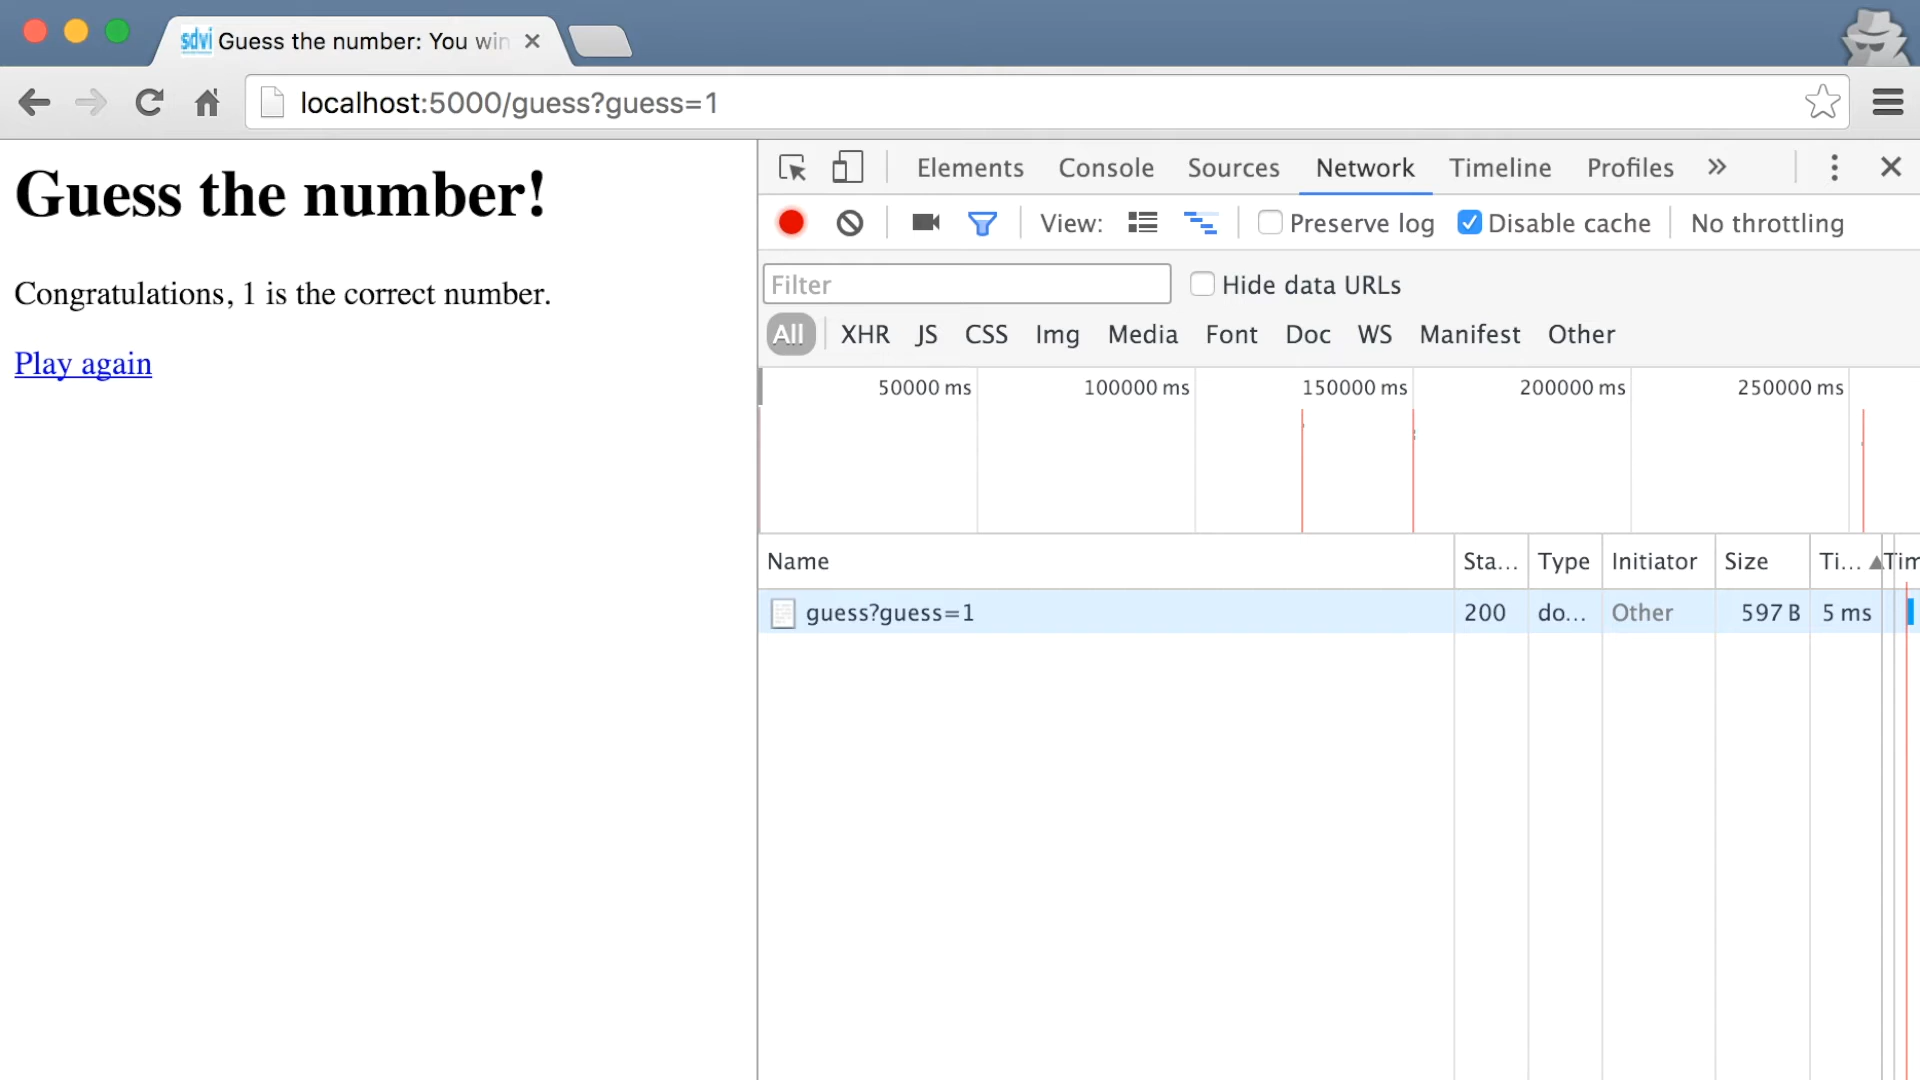 sdvi Guess the number: You win
localhost:5000/guess?guess=1
Guess the number!
Congratulations, 1 is the correct number.
Play again
Elements Console Sources Network Timeline Profiles »
View: Preserve log Disable cache No throttling
Filter Hide data URLs
All XHR JS CSS Img Media Font Doc WS Manifest Other
50000 ms 100000 ms 150000 ms 200000 ms 250000 ms
Name Sta... Type Initiator Size Ti... Tim
guess?guess=1 200 do... Other 597 B 5 ms